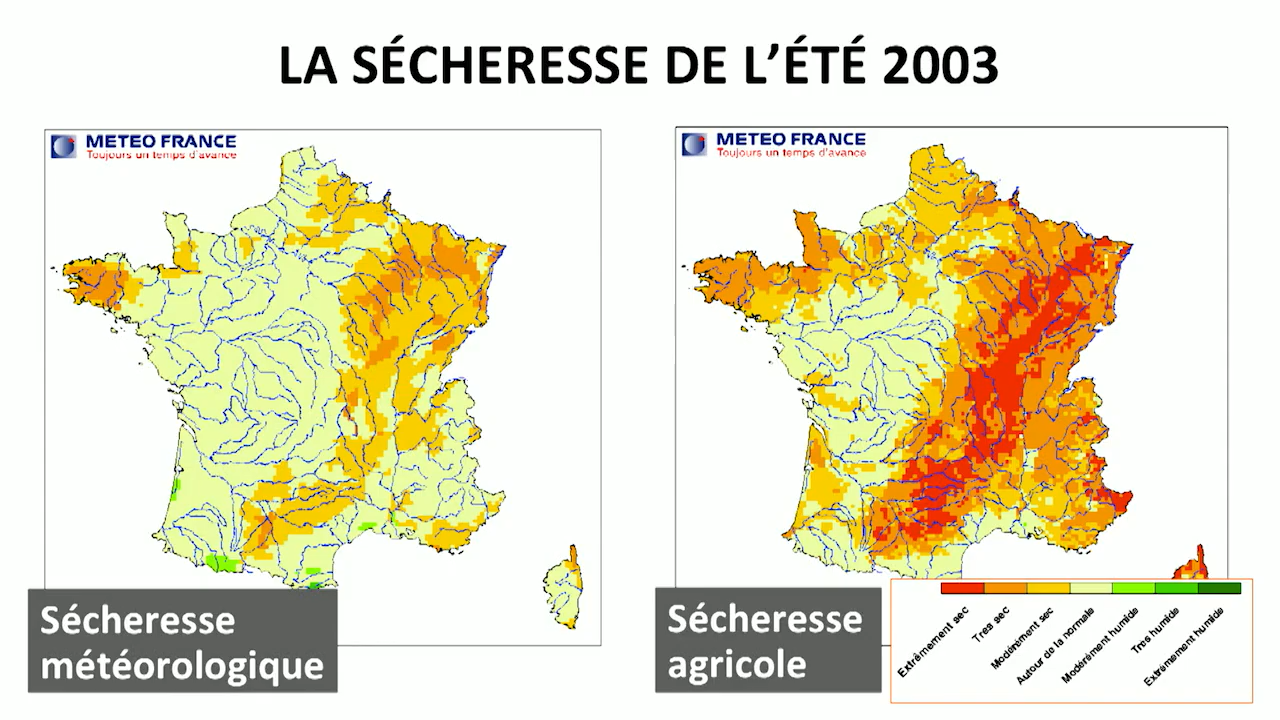 LA SÉCHERESSE DE L’ÉTÉ 2003
METEO FRANCE
Toujours un temps d'avance
METEO FRANCE
Toujours un temps d'avance
Sécheresse
météorologique
Sécheresse
agricole
Extrêmement sec
Tres sec
Modérément sec
Autour de la normale
Modérément humide
Tres humide
Extrêmement humide